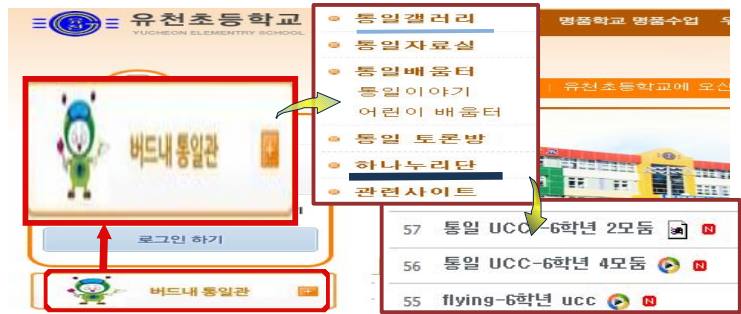 유천초등학교
YUCHEON ELEMENTRY SCHOOL
버드내 통일관
로그인 하기
버드내 통일관
통일갤러리
통일자료실
통일배움터
통일이야기
어린이 배움터
통일 토론방
하나누리단
관련사이트
명품학교 명품수업
유천초등학교에 오신
57 통일 UCC-6학년 2모둠 N
56 통일 UCC-6학년 4모둠 N
55 flying-6학년 ucc N